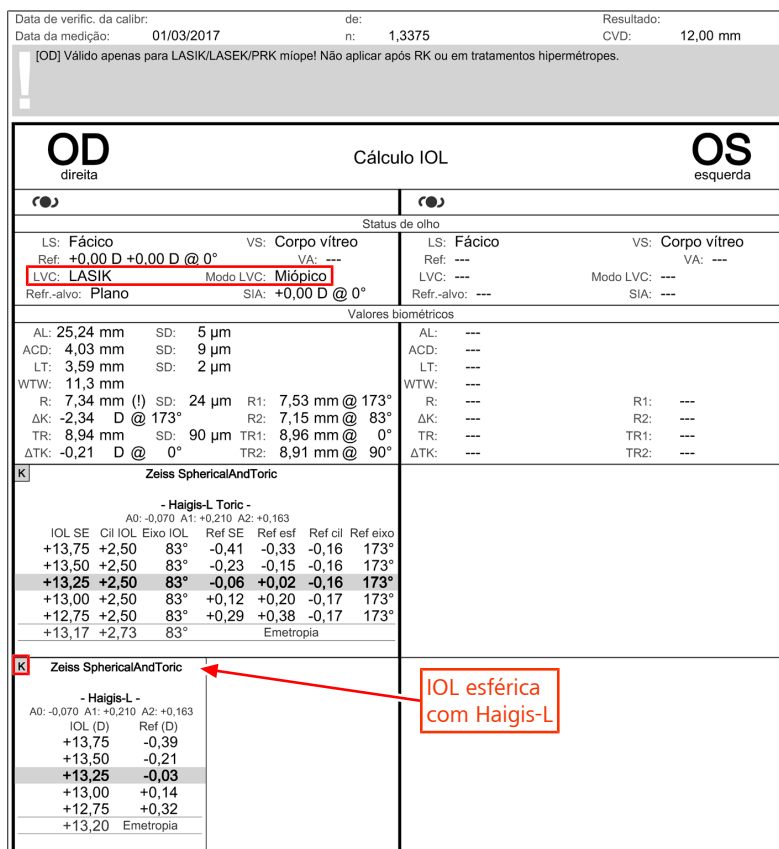 Data de verific. da calibr: de: Resultado:
Data da medição: 01/03/2017 n: 1,3375 CVD: 12,00 mm
! [OD] Válido apenas para LASIK/LASEK/PRK míope! Não aplicar após RK ou em tratamentos hipermétropes.
OD Cálculo IOL OS
direita esquerda
Status de olho
LS: Fácico VS: Corpo vítreo LS: Fácico VS: Corpo vítreo
Ref: +0,00 D +0,00 D @ 0° VA: --- Ref: --- VA: ---
LVC: LASIK Modo LVC: Miópico LVC: --- Modo LVC: ---
Refr.-alvo: Plano SIA: +0,00 D @ 0° Refr.-alvo: --- SIA: ---
Valores biométricos
AL: 25,24 mm SD: 5 µm AL: ---
ACD: 4,03 mm SD: 9 µm ACD: ---
LT: 3,59 mm SD: 2 µm LT: ---
WTW: 11,3 mm WTW: ---
R: 7,34 mm (!) SD: 24 µm R1: 7,53 mm @ 173° R: --- R1: ---
ΔK: -2,34 D @ 173° R2: 7,15 mm @ 83° ΔK: --- R2: ---
TR: 8,94 mm SD: 90 µm TR1: 8,96 mm @ 0° TR: --- TR1: ---
ΔTK: -0,21 D @ 0° TR2: 8,91 mm @ 90° ΔTK: --- TR2: ---
K Zeiss SphericalAndToric
- Haigis-L Toric -
A0: -0,070 A1: +0,210 A2: +0,163
IOL SE Cil IOL Eixo IOL Ref SE Ref esf Ref cil Ref eixo
+13,75 +2,50 83° -0,41 -0,33 -0,16 173°
+13,50 +2,50 83° -0,23 -0,15 -0,16 173°
+13,25 +2,50 83° -0,06 +0,02 -0,16 173°
+13,00 +2,50 83° +0,12 +0,20 -0,17 173°
+12,75 +2,50 83° +0,29 +0,38 -0,17 173°
+13,17 +2,73 83° Emetropia
K Zeiss SphericalAndToric
IOL esférica
com Haigis-L
- Haigis-L -
A0: -0,070 A1: +0,210 A2: +0,163
IOL (D) Ref (D)
+13,75 -0,39
+13,50 -0,21
+13,25 -0,03
+13,00 +0,14
+12,75 +0,32
+13,20 Emetropia